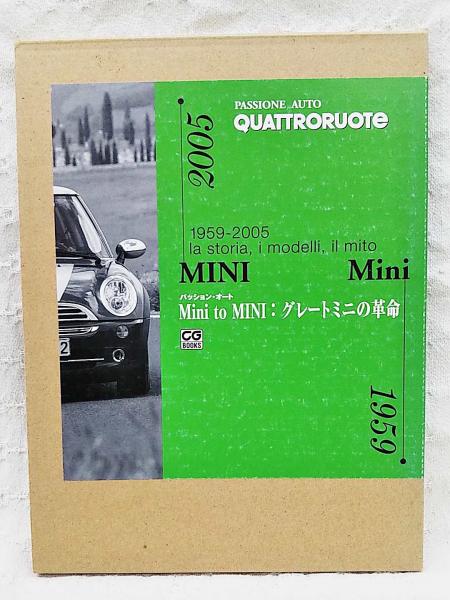 PASSIONE AUTO
QUATTRORUOTE
2005
1959-2005
la storia, i modelli, il mito
MINI Mini
パッション・オート
Mini to MINI：グレートミニの革命
CG
BOOKS
1959
2